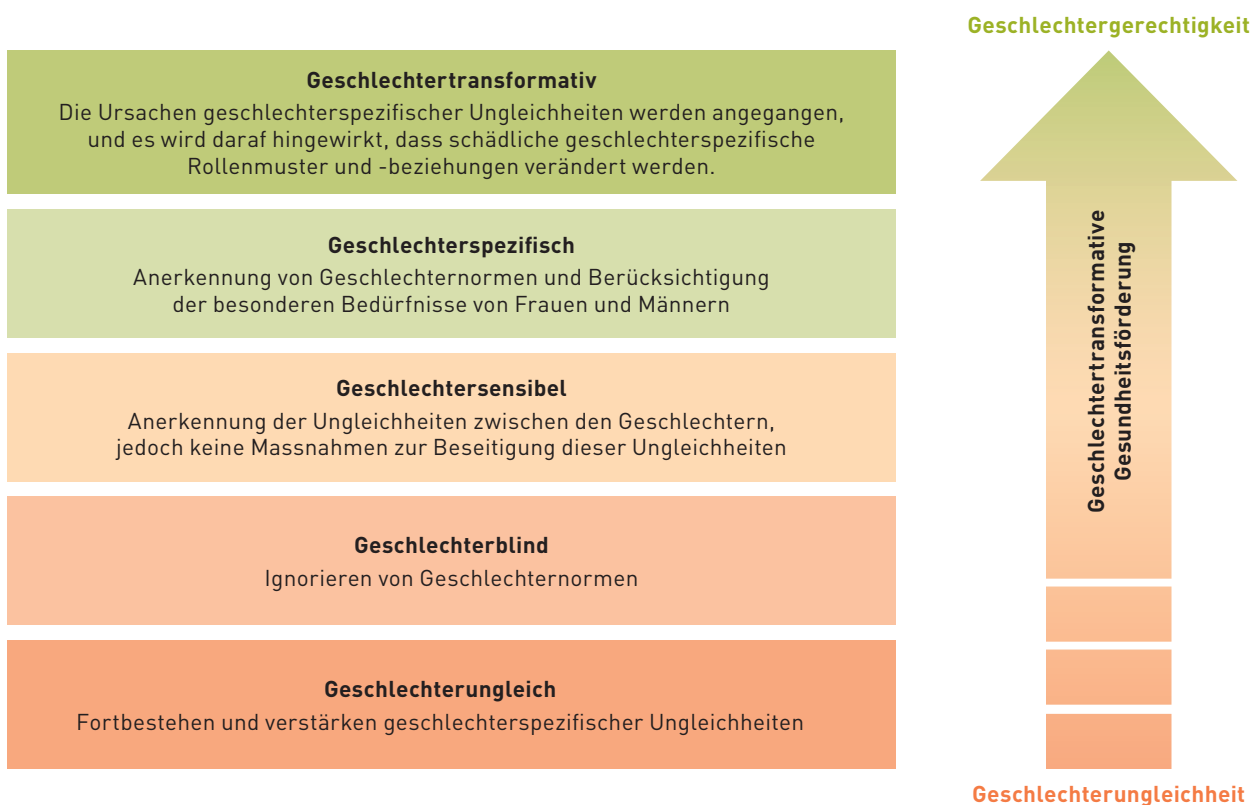 Geschlechtergerechtigkeit
Geschlechtertransformativ
Die Ursachen geschlechterspezifischer Ungleichheiten werden angegangen,
und es wird daraf hingewirkt, dass schädliche geschlechterspezifische
Rollenmuster und -beziehungen verändert werden.
Geschlechterspezifisch
Anerkennung von Geschlechternormen und Berücksichtigung
der besonderen Bedürfnisse von Frauen und Männern
Geschlechtersensibel
Anerkennung der Ungleichheiten zwischen den Geschlechtern,
jedoch keine Massnahmen zur Beseitigung dieser Ungleichheiten
Geschlechterblind
Ignorieren von Geschlechternormen
Geschlechterungleich
Fortbestehen und verstärken geschlechterspezifischer Ungleichheiten
Geschlechtertransformative
Gesundheitsförderung
Geschlechterungleichheit